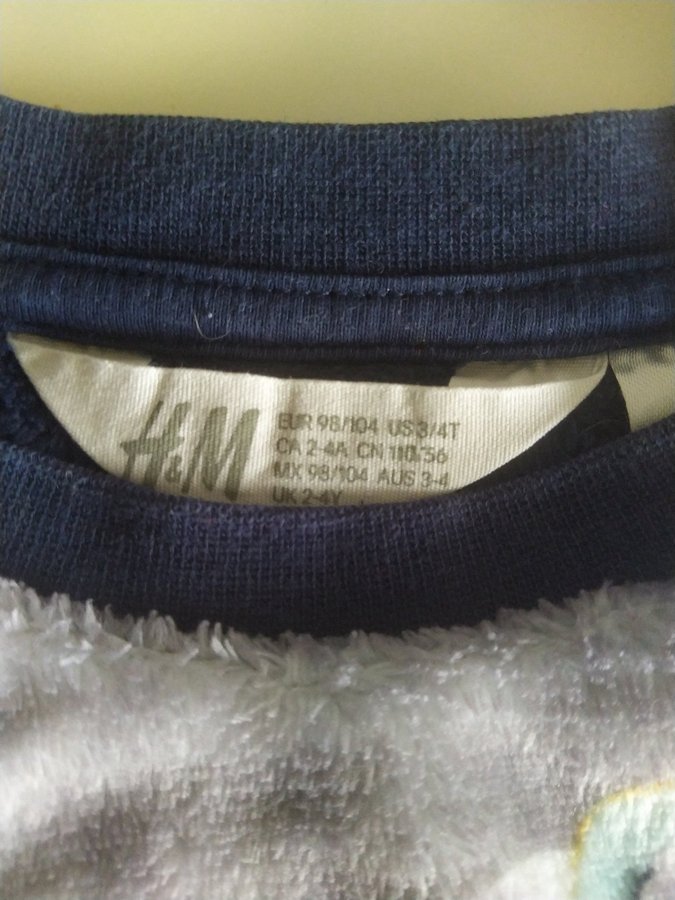 H&M
EUR 98/104 US 3/4T
CA 2-4A CN 110/56
MX 98/104 AUS 3-4
UK 2-4Y